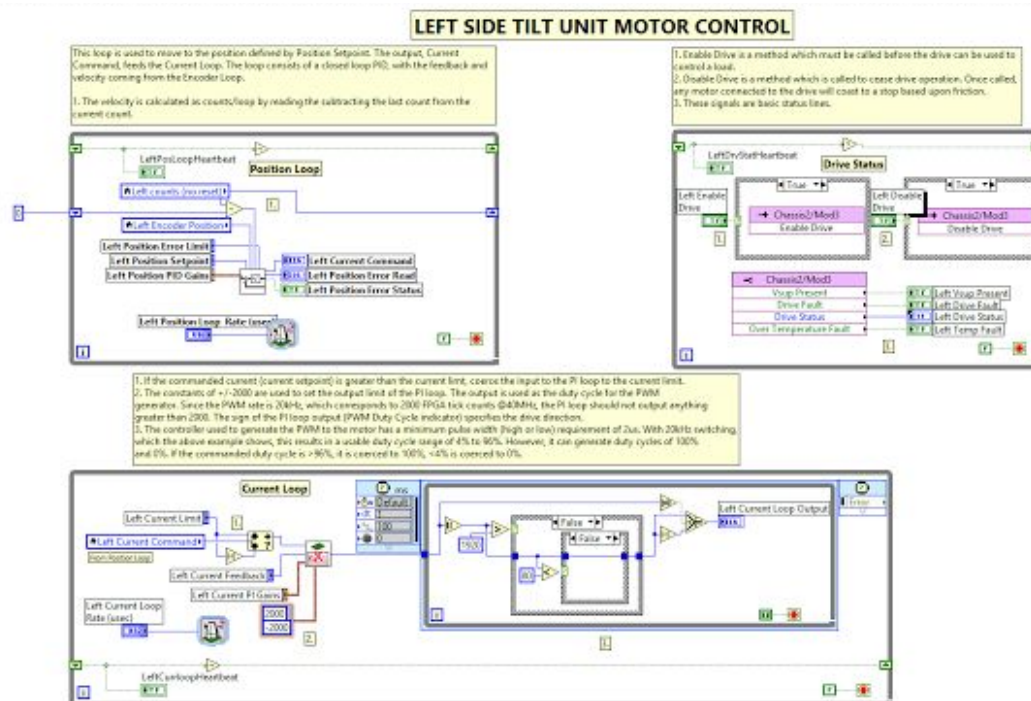 LEFT SIDE TILT UNIT MOTOR CONTROL
This loop is used to move to the position defined by Position Setpoint. The output, Current
Command, feeds the Current Loop. The loop consists of a closed loop PID, with the feedback and
velocity coming from the Encoder Loop.
1. The velocity is calculated as counts/loop by reading the subtracting the last count from the
current count.
1. Enable Drive is a method which must be called before the drive can be used to
control a load.
2. Disable Drive is a method which is called to cease drive operation. Once called,
any motor connected to the drive will coast to a stop based upon friction.
3. These signals are basic status lines.
LeftPosLoopHeartbeat
Position Loop
Left counts (no reset)
1.
Left Encoder Position
Left Position Error Limit
Left Position Setpoint
Left Position PID Gains
Left Current Command
Left Position Error Read
Left Position Error Status
Left Position Loop Rate (usec)
LeftDrvStatHeartbeat
Drive Status
True
True
Left Enable
Drive
Chassis2/Mod3
Enable Drive
1.
Left Disable
Drive
Chassis2/Mod3
Disable Drive
2.
Chassis2/Mod3
Vsup Present
Drive Fault
Drive Status
Over Temperature Fault
Left Vsup Present
Left Drive Fault
Left Drive Status
Left Temp Fault
1. If the commanded current (current setpoint) is greater than the current limt, coerce the input to the PI loop to the current limit.
2. The constants of +/-2000 are used to set the output limit of the PI loop. The output is used as the duty cycle for the PWM
generator. Since the PWM rate is 20kHz, which corresponds to 2000 FPGA tick counts @40MHz, the PI loop should not output anything
greater than 2000. The sign of the PI loop output (PWM Duty Cycle indicator) specifies the drive direction.
3. The controller used to generate the PWM to the motor has a minimum pulse width (high or low) requirement of 2us. With 20kHz switching,
which the above example shows, this results in a usable duty cycle range of 4% to 96%. However, it can generate duty cycles of 100%
and 0%. If the commanded duty cycle is >96%, it is coerced to 100%, <4% is coerced to 0%.
Current Loop
ms
Default
Error
Left Current Limit
1.
Left Current Command
From Position Loop
Left Current Feedback
Left Current PI Gains
2000
-2000
2.
Left Current Loop
Rate (usec)
100
0
1920
80
False
False
Left Current Loop Output
LeftCurrloopHeartbeat